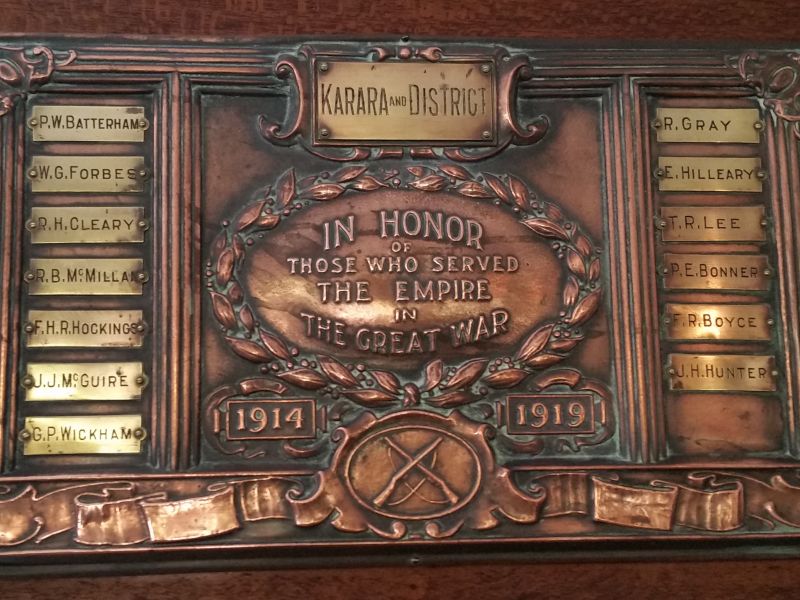 KARARA AND DISTRICT
P.W. BATTERHAM
W.G. FORBES
R.H. CLEARY
R.B. McMILLAN
F.H.R. HOCKINGS
J.J. McGUIRE
G.P. WICKHAM
IN HONOR
OF
THOSE WHO SERVED
THE EMPIRE
IN
THE GREAT WAR
1914 1919
R. GRAY
E. HILLEARY
T.R. LEE
P.E. BONNER
F.R. BOYCE
J.H. HUNTER